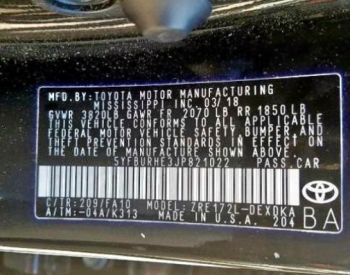 MFD.BY:TOYOTA MOTOR MANUFACTURING
MISSISSIPPI, INC. 03/18
GVWR 3820LB GAWR FR 2070 LB RR 1850 LB
THIS VEHICLE CONFORMS TO ALL APPLICABLE
FEDERAL MOTOR VEHICLE SAFETY, BUMPER, AND
THEFT PREVENTION STANDARDS IN EFFECT ON
THE DATE OF MANUFACTURE SHOWN ABOVE.
5YFBURHE3JP821022 PASS.CAR
C/TR:209/FA10 MODEL: ZRE172L-DEXDKA
A/TM:-04A/K313 MADE IN U.S.A. 204
TOYOTA
BA